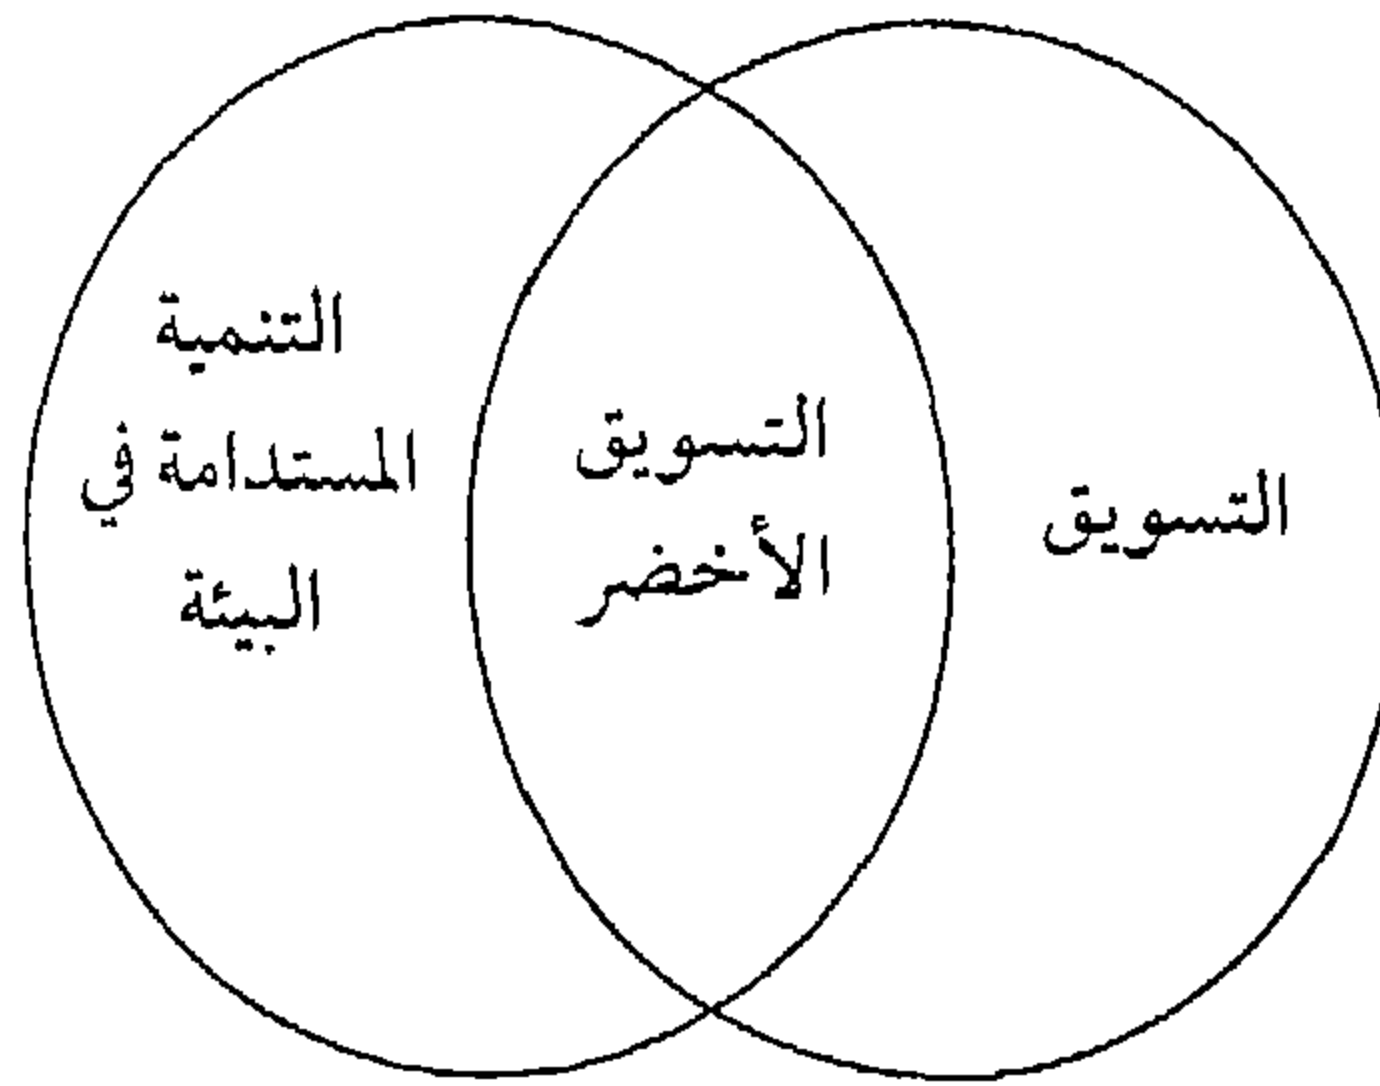 التسويق
التسويق
الأخضر
التنمية
المستدامة في
البيئة